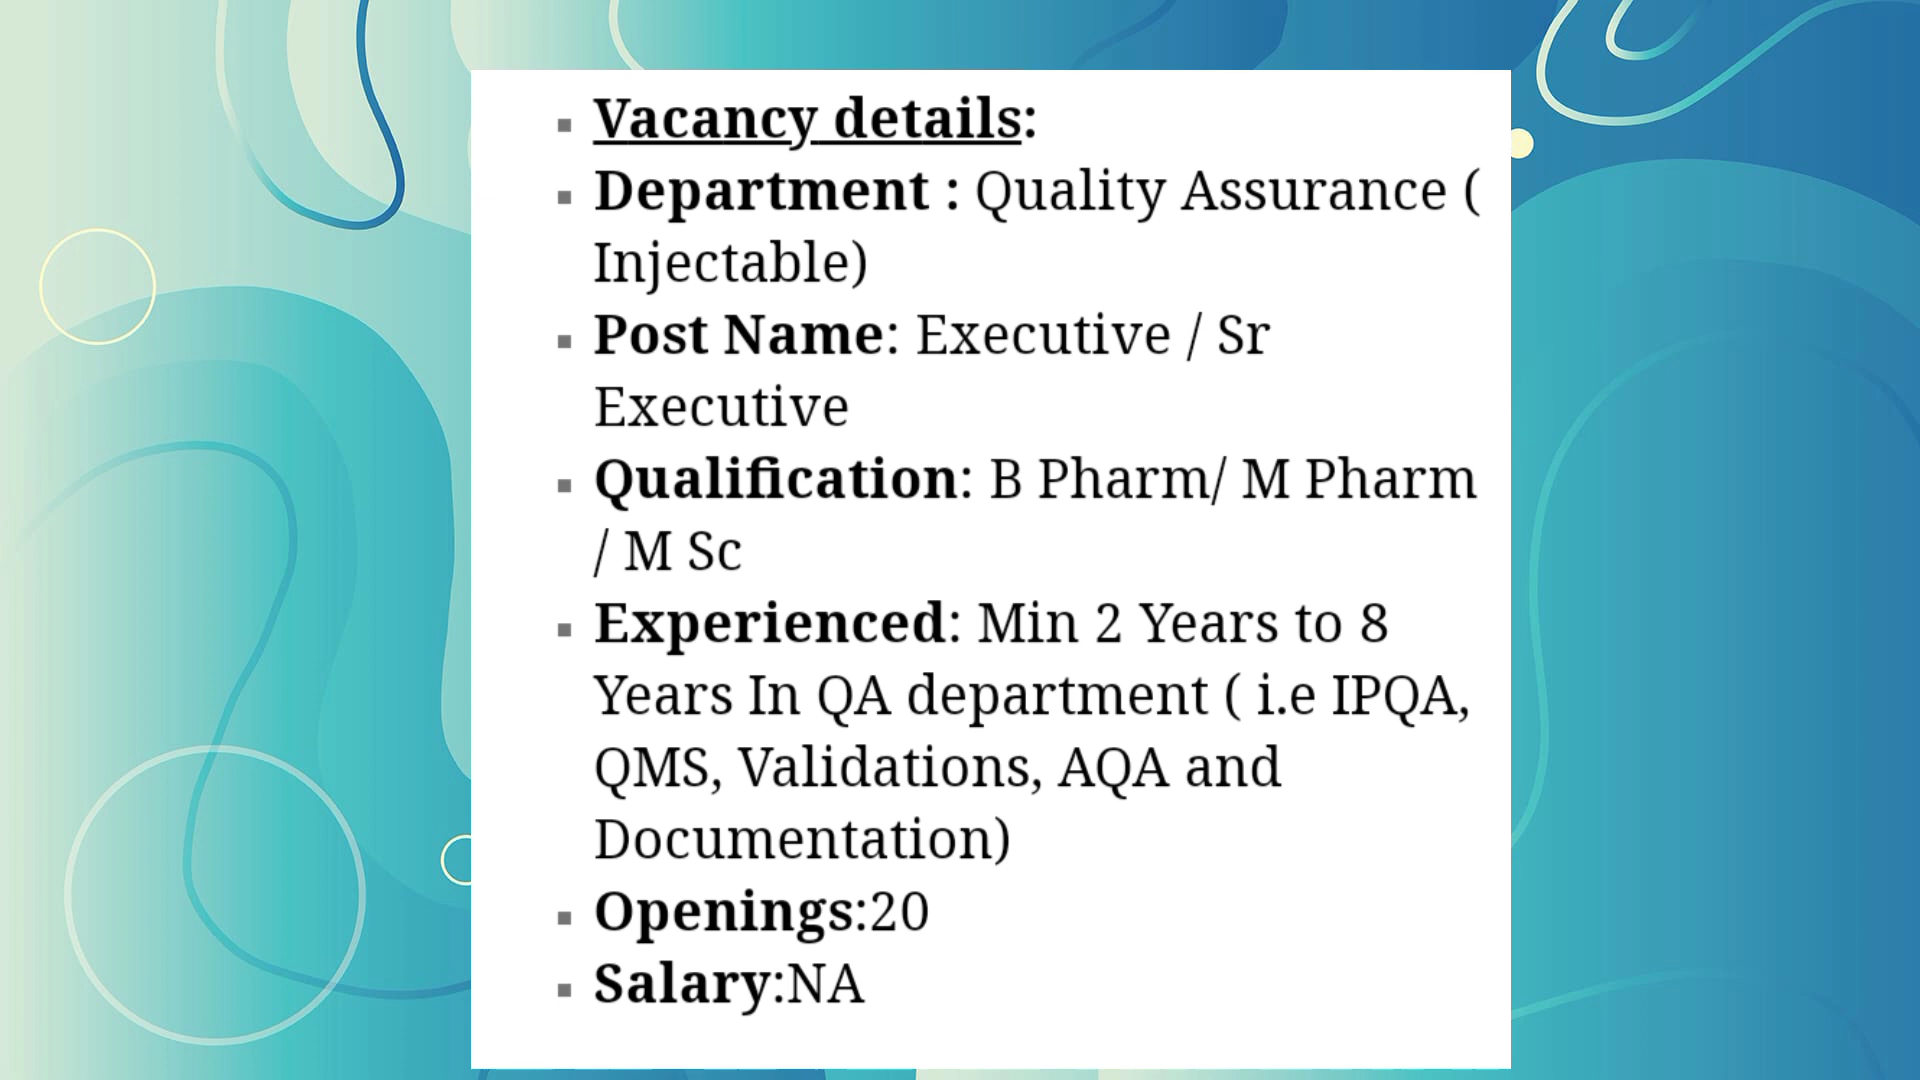 Vacancy details:
Department : Quality Assurance (
Injectable)
Post Name: Executive / Sr
Executive
Qualification: B Pharm/ M Pharm
/ M Sc
Experienced: Min 2 Years to 8
Years In QA department ( i.e IPQA,
QMS, Validations, AQA and
Documentation)
Openings:20
Salary:NA